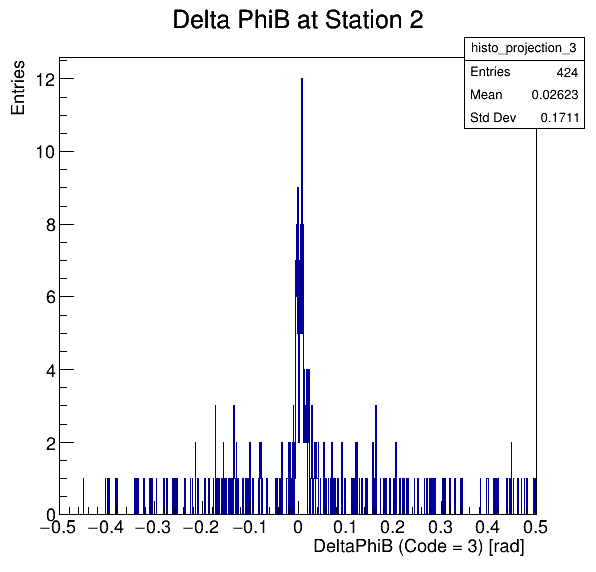 Delta PhiB at Station 2
histo_projection_3
Entries 424
Mean 0.02623
Std Dev 0.1711
Entries
12
10
8
6
4
2
0
−0.5 −0.4 −0.3 −0.2 −0.1 0 0.1 0.2 0.3 0.4 0.5
DeltaPhiB (Code = 3) [rad]